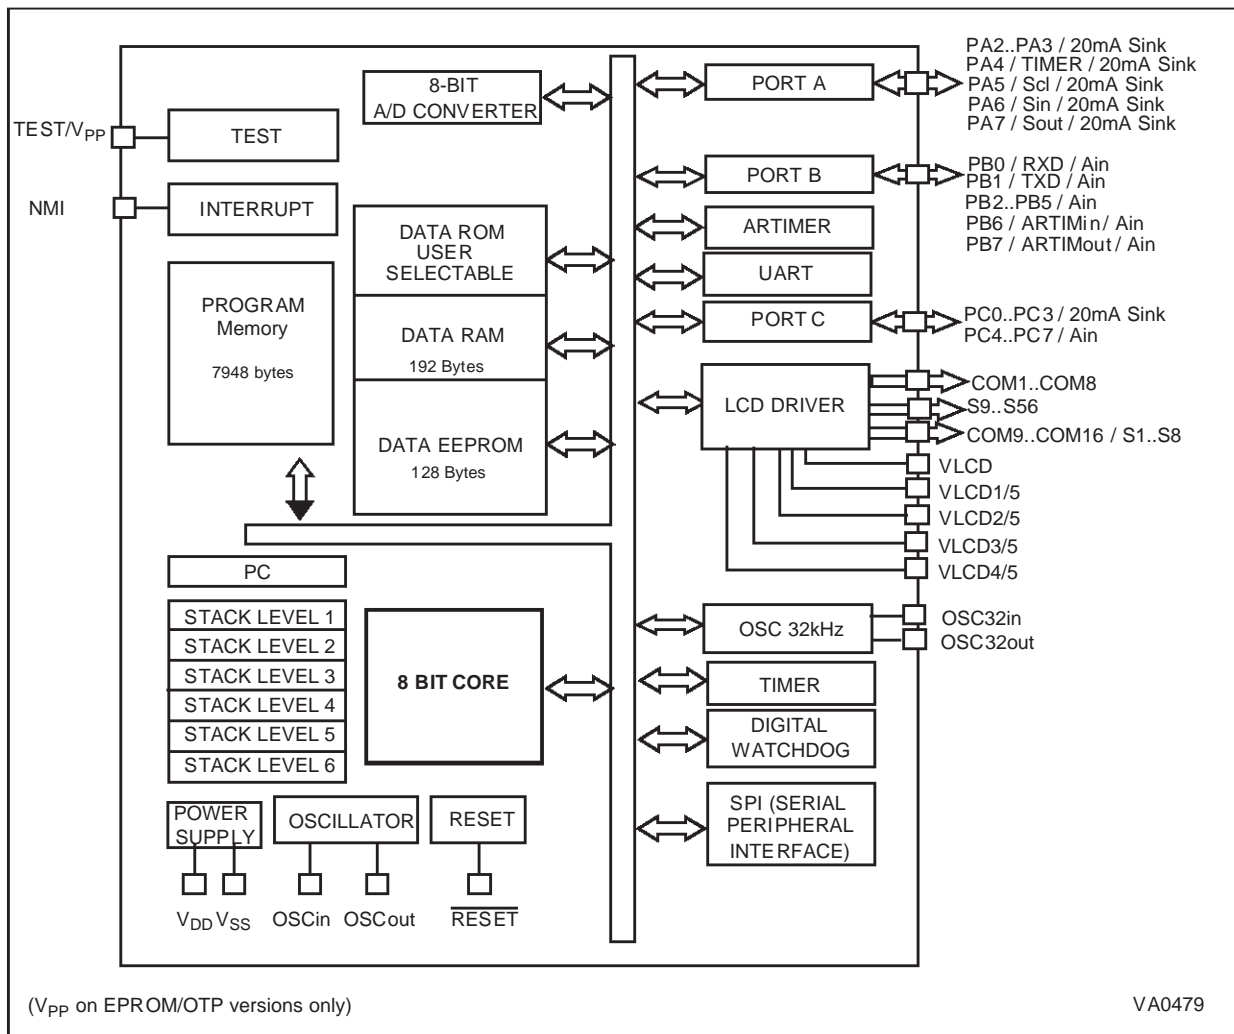 8-BIT
A/D CONVERTER
TEST/VPP
TEST
NMI
INTERRUPT
PROGRAM
Memory
7948 bytes
DATA ROM
USER
SELECTABLE
DATA RAM
192 Bytes
DATA EEPROM
128 Bytes
PC
STACK LEVEL 1
STACK LEVEL 2
STACK LEVEL 3
STACK LEVEL 4
STACK LEVEL 5
STACK LEVEL 6
8 BIT CORE
POWER
SUPPLY
OSCILLATOR
RESET
VDD VSS
OSCin
OSCout
RESET
PORT A
PA2..PA3 / 20mA Sink
PA4 / TIMER / 20mA Sink
PA5 / Scl / 20mA Sink
PA6 / Sin / 20mA Sink
PA7 / Sout / 20mA Sink
PORT B
PB0 / RXD / Ain
PB1 / TXD / Ain
PB2..PB5 / Ain
PB6 / ARTIMin / Ain
PB7 / ARTIMout / Ain
ARTIMER
UART
PORT C
PC0..PC3 / 20mA Sink
PC4..PC7 / Ain
LCD DRIVER
COM1..COM8
S9..S56
COM9..COM16 / S1..S8
VLCD
VLCD1/5
VLCD2/5
VLCD3/5
VLCD4/5
OSC 32kHz
OSC32in
OSC32out
TIMER
DIGITAL
WATCHDOG
SPI (SERIAL
PERIPHERAL
INTERFACE)
(VPP on EPROM/OTP versions only)
VA0479